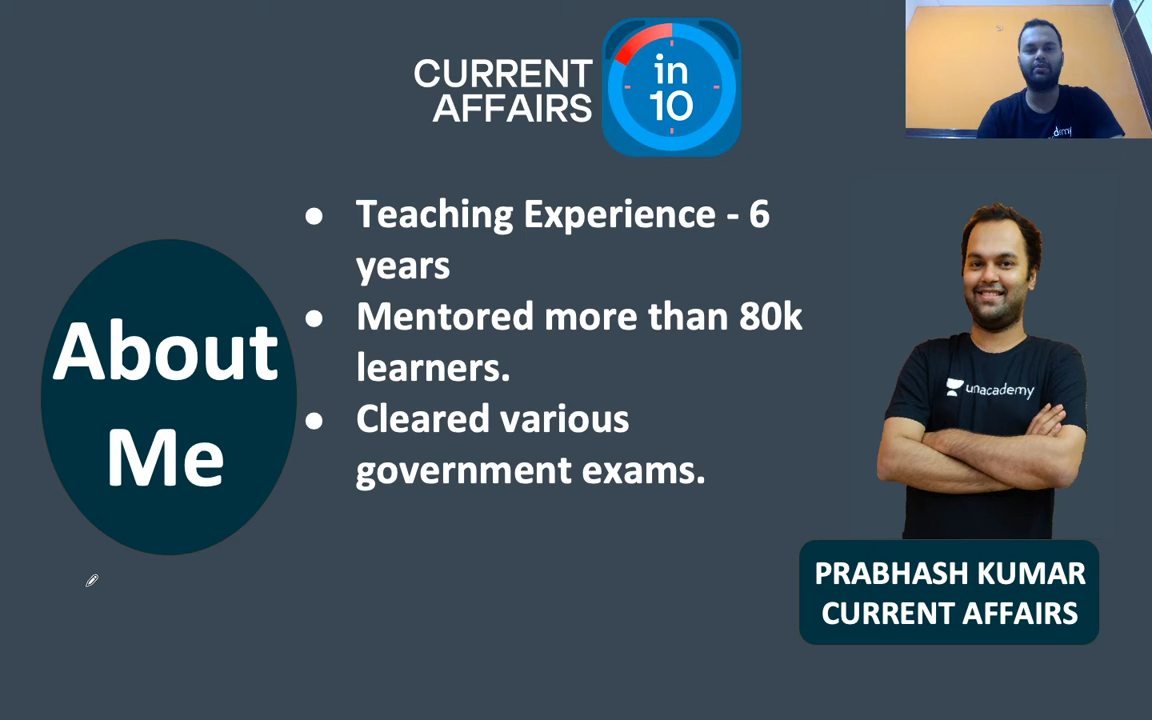 CURRENT
AFFAIRS
in
10
Teaching Experience - 6
years
Mentored more than 80k
learners.
Cleared various
government exams.
About
Me
unacademy
PRABHASH KUMAR
CURRENT AFFAIRS